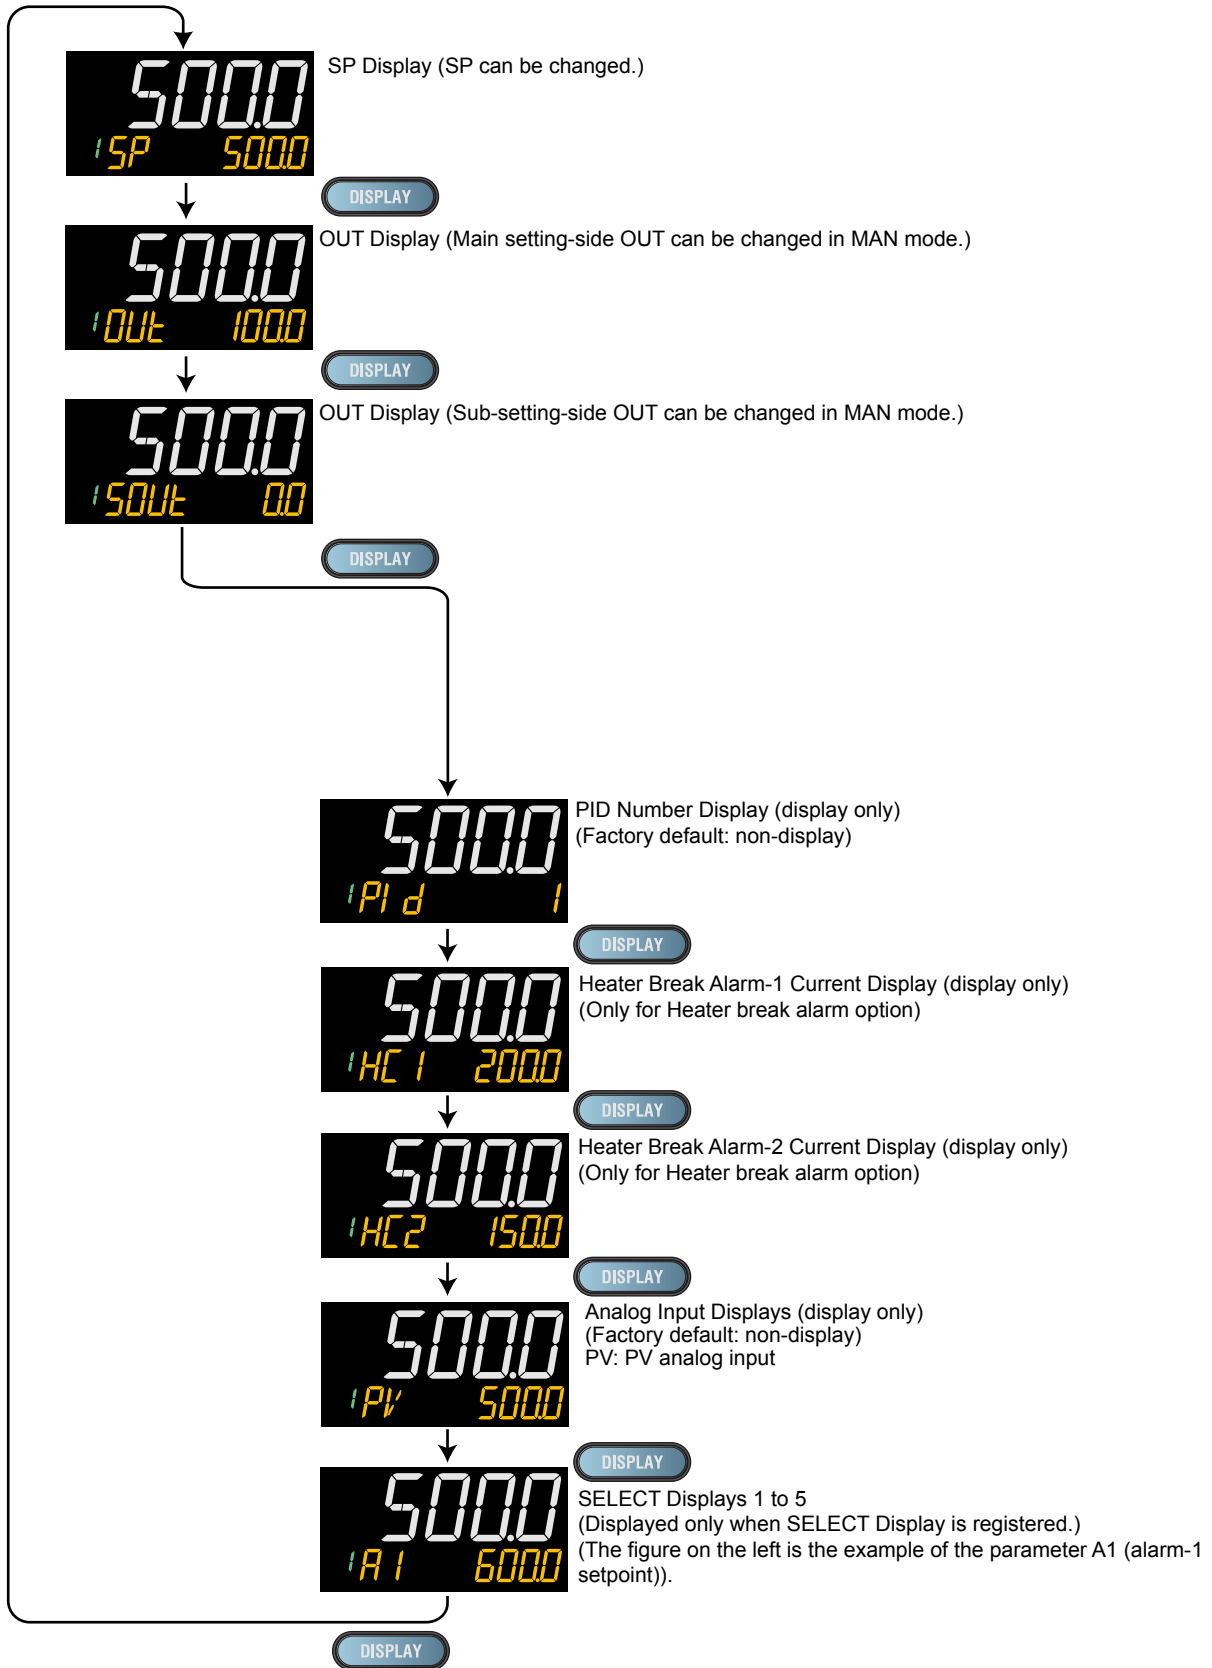 500.0
SP Display (SP can be changed.)
1 SP 500.0
DISPLAY
500.0
OUT Display (Main setting-side OUT can be changed in MAN mode.)
1 OUt 100.0
DISPLAY
500.0
OUT Display (Sub-setting-side OUT can be changed in MAN mode.)
1 SOUt 0.0
DISPLAY
500.0
PID Number Display (display only)
(Factory default: non-display)
1 PId 1
DISPLAY
500.0
Heater Break Alarm-1 Current Display (display only)
(Only for Heater break alarm option)
1 HC1 200.0
DISPLAY
500.0
Heater Break Alarm-2 Current Display (display only)
(Only for Heater break alarm option)
1 HC2 150.0
DISPLAY
500.0
Analog Input Displays (display only)
(Factory default: non-display)
PV: PV analog input
1 PV 500.0
DISPLAY
500.0
SELECT Displays 1 to 5
(Displayed only when SELECT Display is registered.)
(The figure on the left is the example of the parameter A1 (alarm-1
setpoint)).
1 A1 600.0
DISPLAY